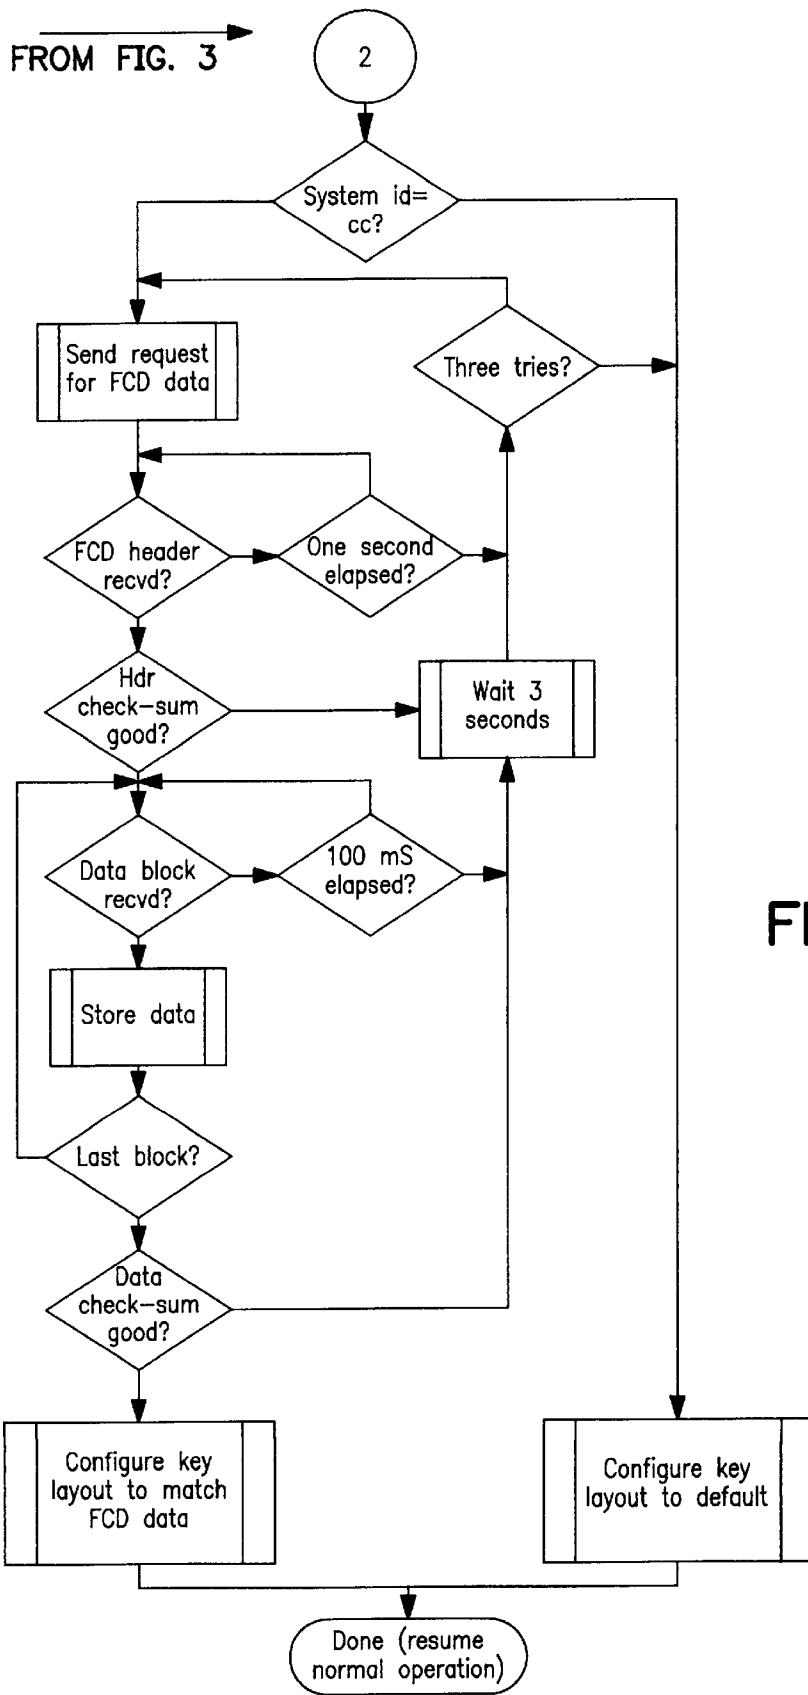 FROM FIG. 3
2
System id=
cc?
Send request
for FCD data
Three tries?
FCD header
recvd?
One second
elapsed?
Hdr
check-sum
good?
Wait 3
seconds
Data block
recvd?
100 mS
elapsed?
Store data
Last block?
Data
check-sum
good?
Configure key
layout to match
FCD data
Configure key
layout to default
Done (resume
normal operation)